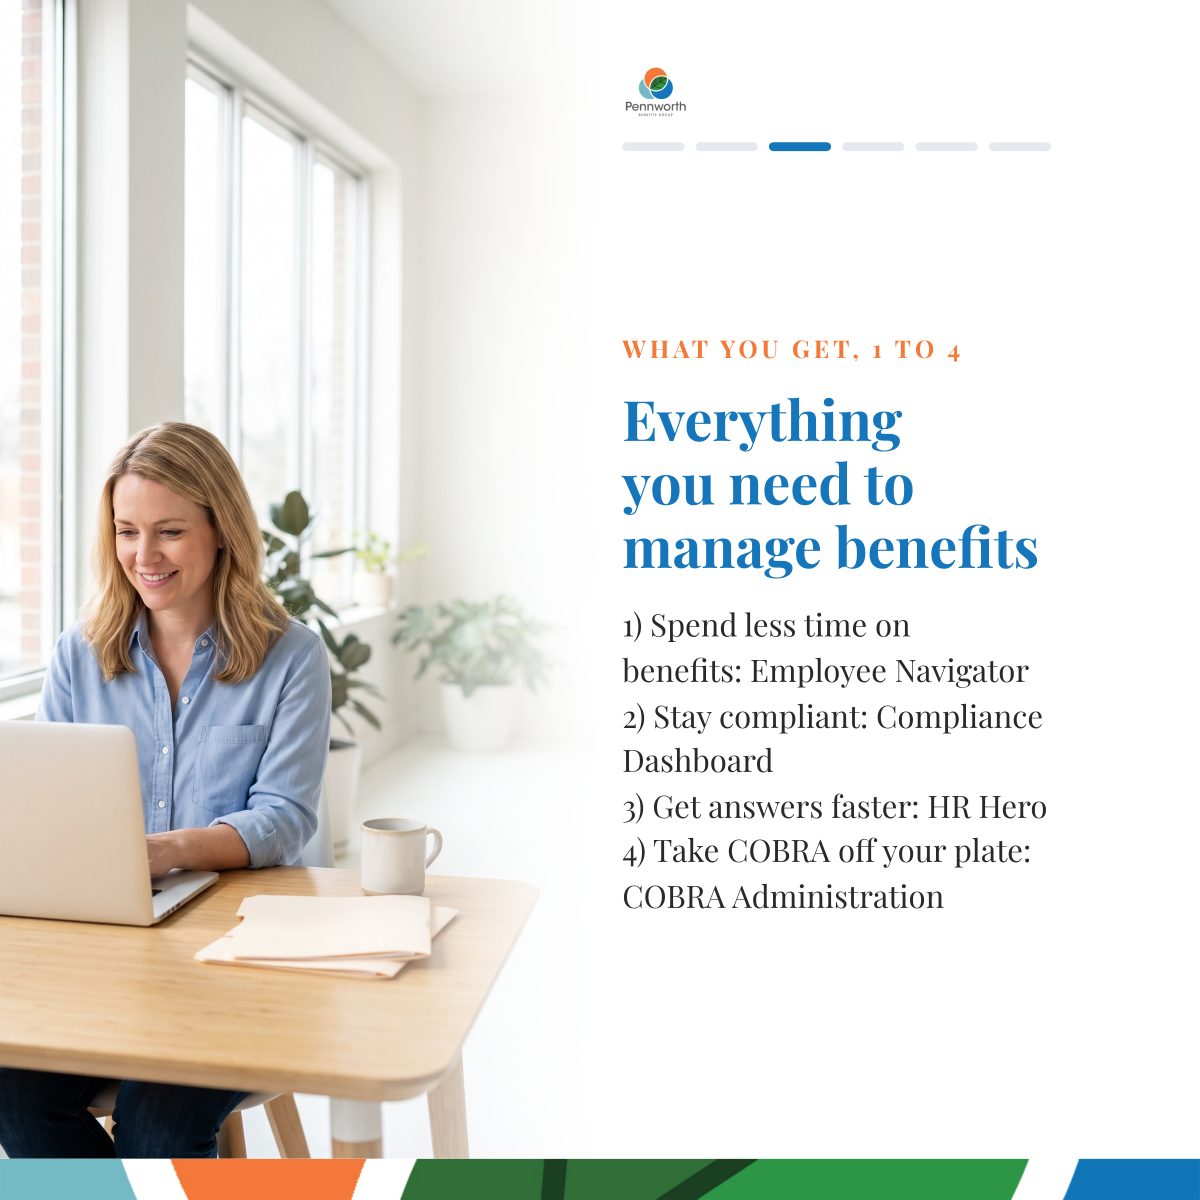 Pennworth
BENEFITS GROUP
WHAT YOU GET, 1 TO 4
Everything
you need to
manage benefits
1) Spend less time on
benefits: Employee Navigator
2) Stay compliant: Compliance
Dashboard
3) Get answers faster: HR Hero
4) Take COBRA off your plate:
COBRA Administration